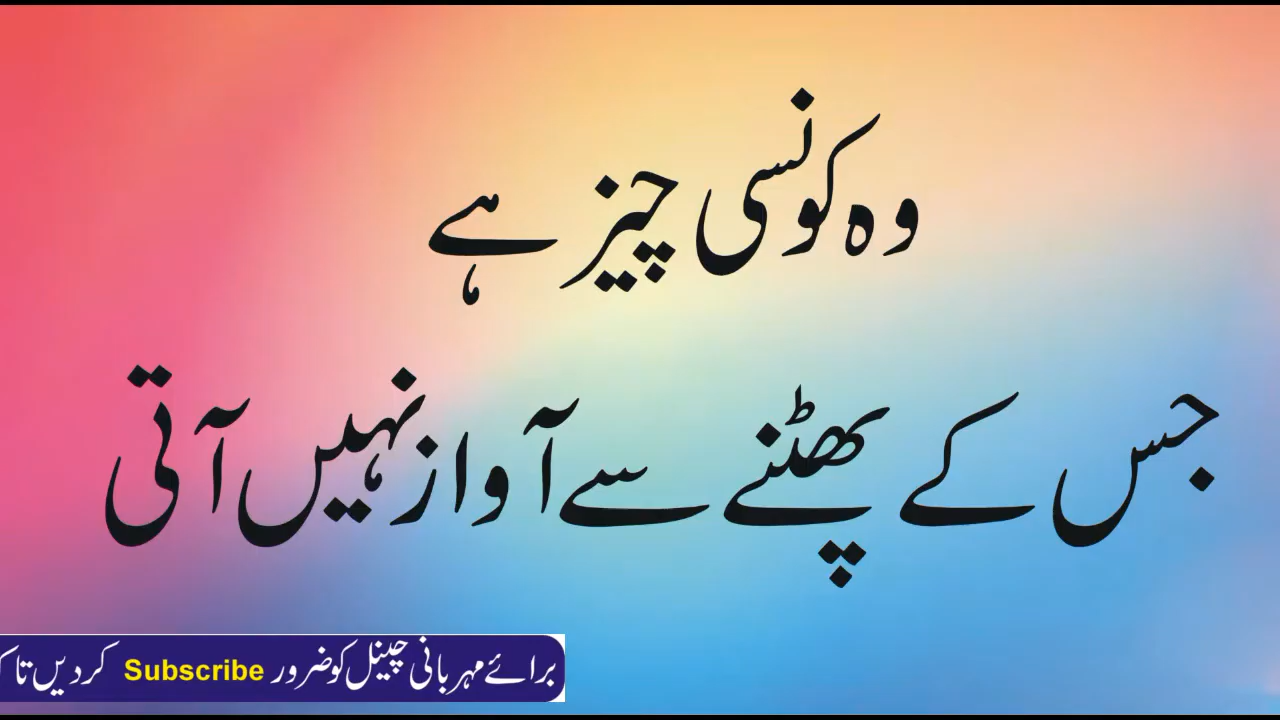 وہ کونسی چیز ہے
جس کے پھٹنے سے آواز نہیں آتی
برائے مہربانی چینل کو ضرور Subscribe کر دیں تا